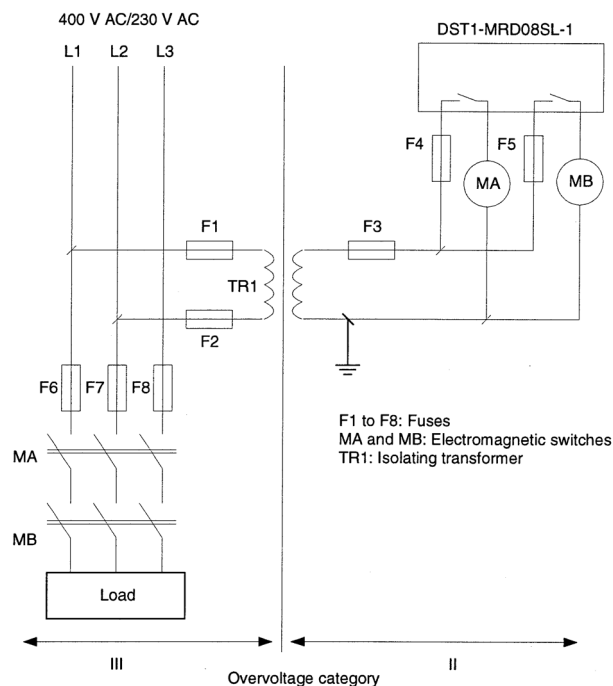 400 V AC/230 V AC
L1 L2 L3
DST1-MRD08SL-1
F4 F5
MA MB
F1 F3
TR1
F2
F6 F7 F8
F1 to F8: Fuses
MA and MB: Electromagnetic switches
TR1: Isolating transformer
MA
MB
Load
III II
Overvoltage category